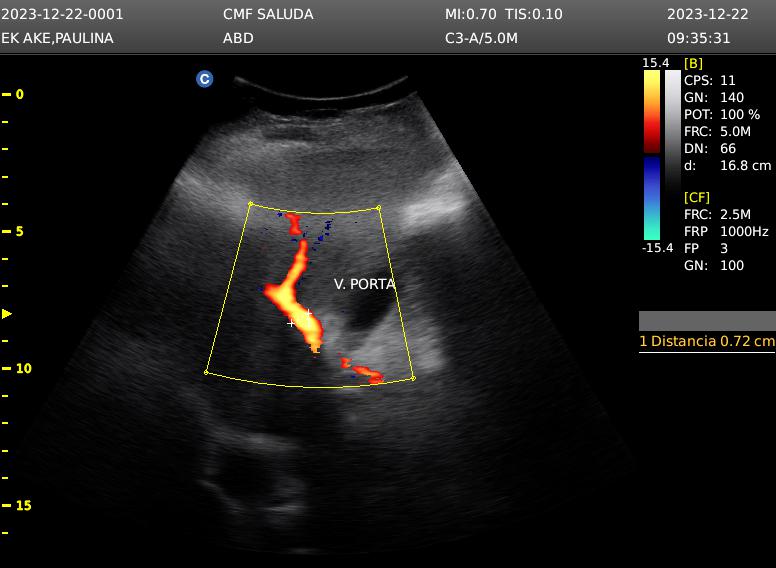 2023-12-22-0001 CMF SALUDA MI:0.70 TIS:0.10 2023-12-22
EK AKE,PAULINA ABD C3-A/5.0M 09:35:31
C
15.4 [B]
CPS: 11
GN: 140
POT: 100 %
FRC: 5.0M
DN: 66
d: 16.8 cm
[CF]
FRC: 2.5M
FRP 1000Hz
-15.4 FP 3
GN: 100
0
5
V. PORTA
1 Distancia 0.72 cm
10
15